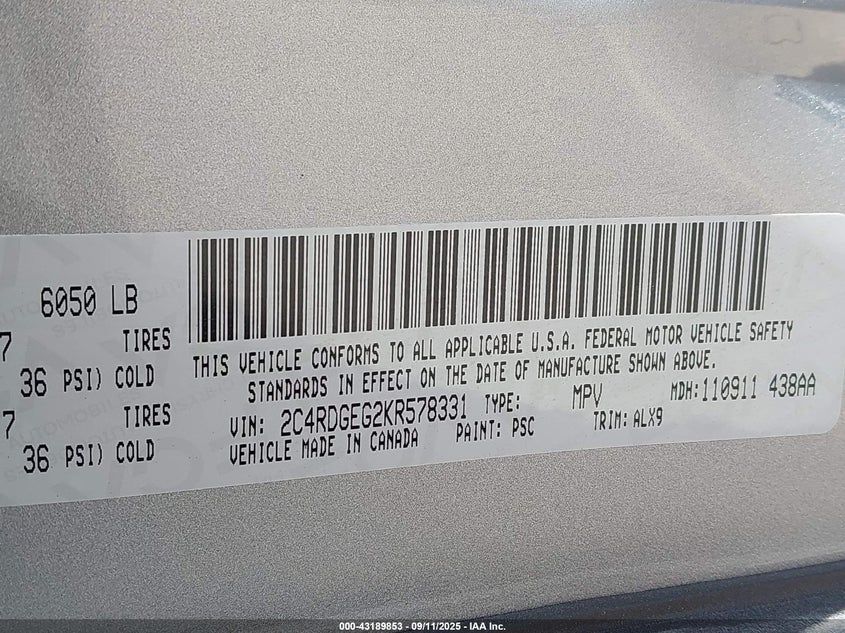 6050 LB
7 TIRES
36 PSI) COLD
7 TIRES
36 PSI) COLD
THIS VEHICLE CONFORMS TO ALL APPLICABLE U.S.A. FEDERAL MOTOR VEHICLE SAFETY
STANDARDS IN EFFECT ON THE DATE OF MANUFACTURE SHOWN ABOVE.
VIN: 2C4RDGEG2KR578331 TYPE: MPV MDH:110911 438AA
VEHICLE MADE IN CANADA PAINT: PSC TRIM: ALX9
000-43189853 - 09/11/2025 - IAA Inc.